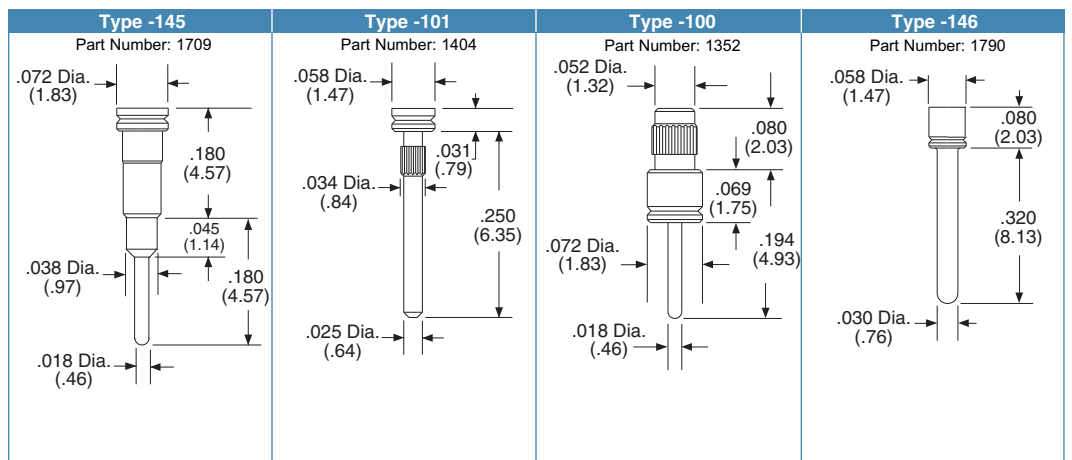 Type -145
Part Number: 1709
.072 Dia.
(1.83)
.180
(4.57)
.045
(1.14)
.038 Dia.
(.97)
.180
(4.57)
.018 Dia.
(.46)
Type -101
Part Number: 1404
.058 Dia.
(1.47)
.031
(.79)
.034 Dia.
(.84)
.250
(6.35)
.025 Dia.
(.64)
Type -100
Part Number: 1352
.052 Dia.
(1.32)
.080
(2.03)
.069
(1.75)
.072 Dia.
(1.83)
.194
(4.93)
.018 Dia.
(.46)
Type -146
Part Number: 1790
.058 Dia.
(1.47)
.080
(2.03)
.320
(8.13)
.030 Dia.
(.76)